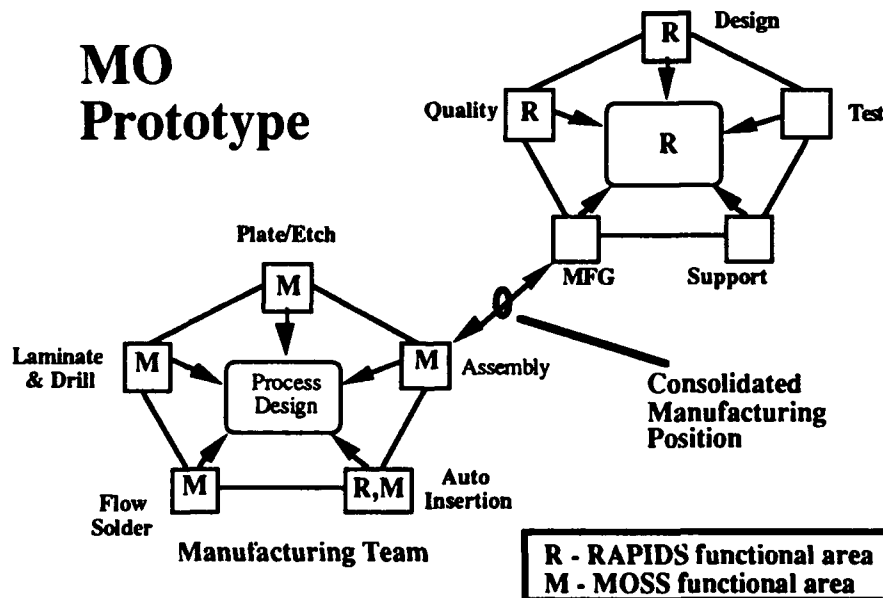 MO
Prototype
Design
R
Quality
R
Test
R
MFG
Support
Plate/Etch
M
Laminate
& Drill
M
Process
Design
M
Assembly
Consolidated
Manufacturing
Position
M
R,M
Flow
Solder
Auto
Insertion
Manufacturing Team
R - RAPIDS functional area
M - MOSS functional area